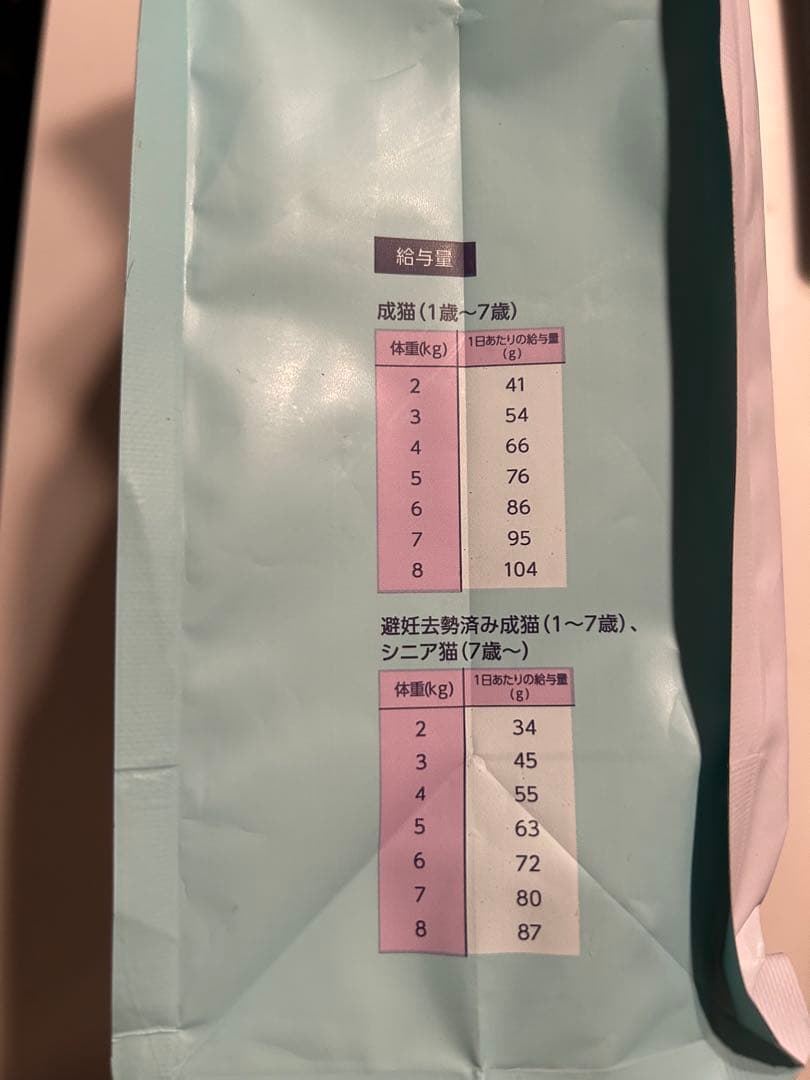 給与量
成猫(1歳〜7歳)
体重(kg) 1日あたりの給与量(g)
2 41
3 54
4 66
5 76
6 86
7 95
8 104
避妊去勢済み成猫(1〜7歳)、
シニア猫(7歳〜)
体重(kg) 1日あたりの給与量(g)
2 34
3 45
4 55
5 63
6 72
7 80
8 87